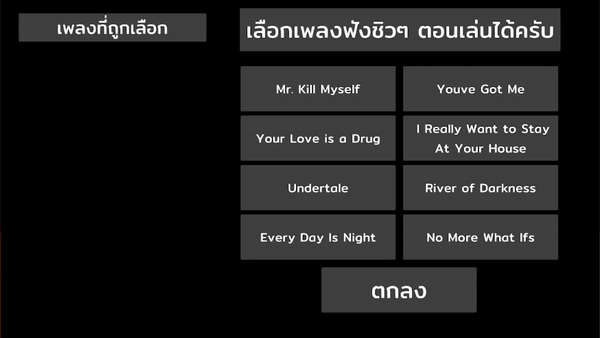 เพลงที่ถูกเลือก
เลือกเพลงฟังชิวๆ ตอนเล่นได้ครับ
Mr. Kill Myself
Youve Got Me
Your Love is a Drug
I Really Want to Stay
At Your House
Undertale
River of Darkness
Every Day Is Night
No More What Ifs
ตกลง